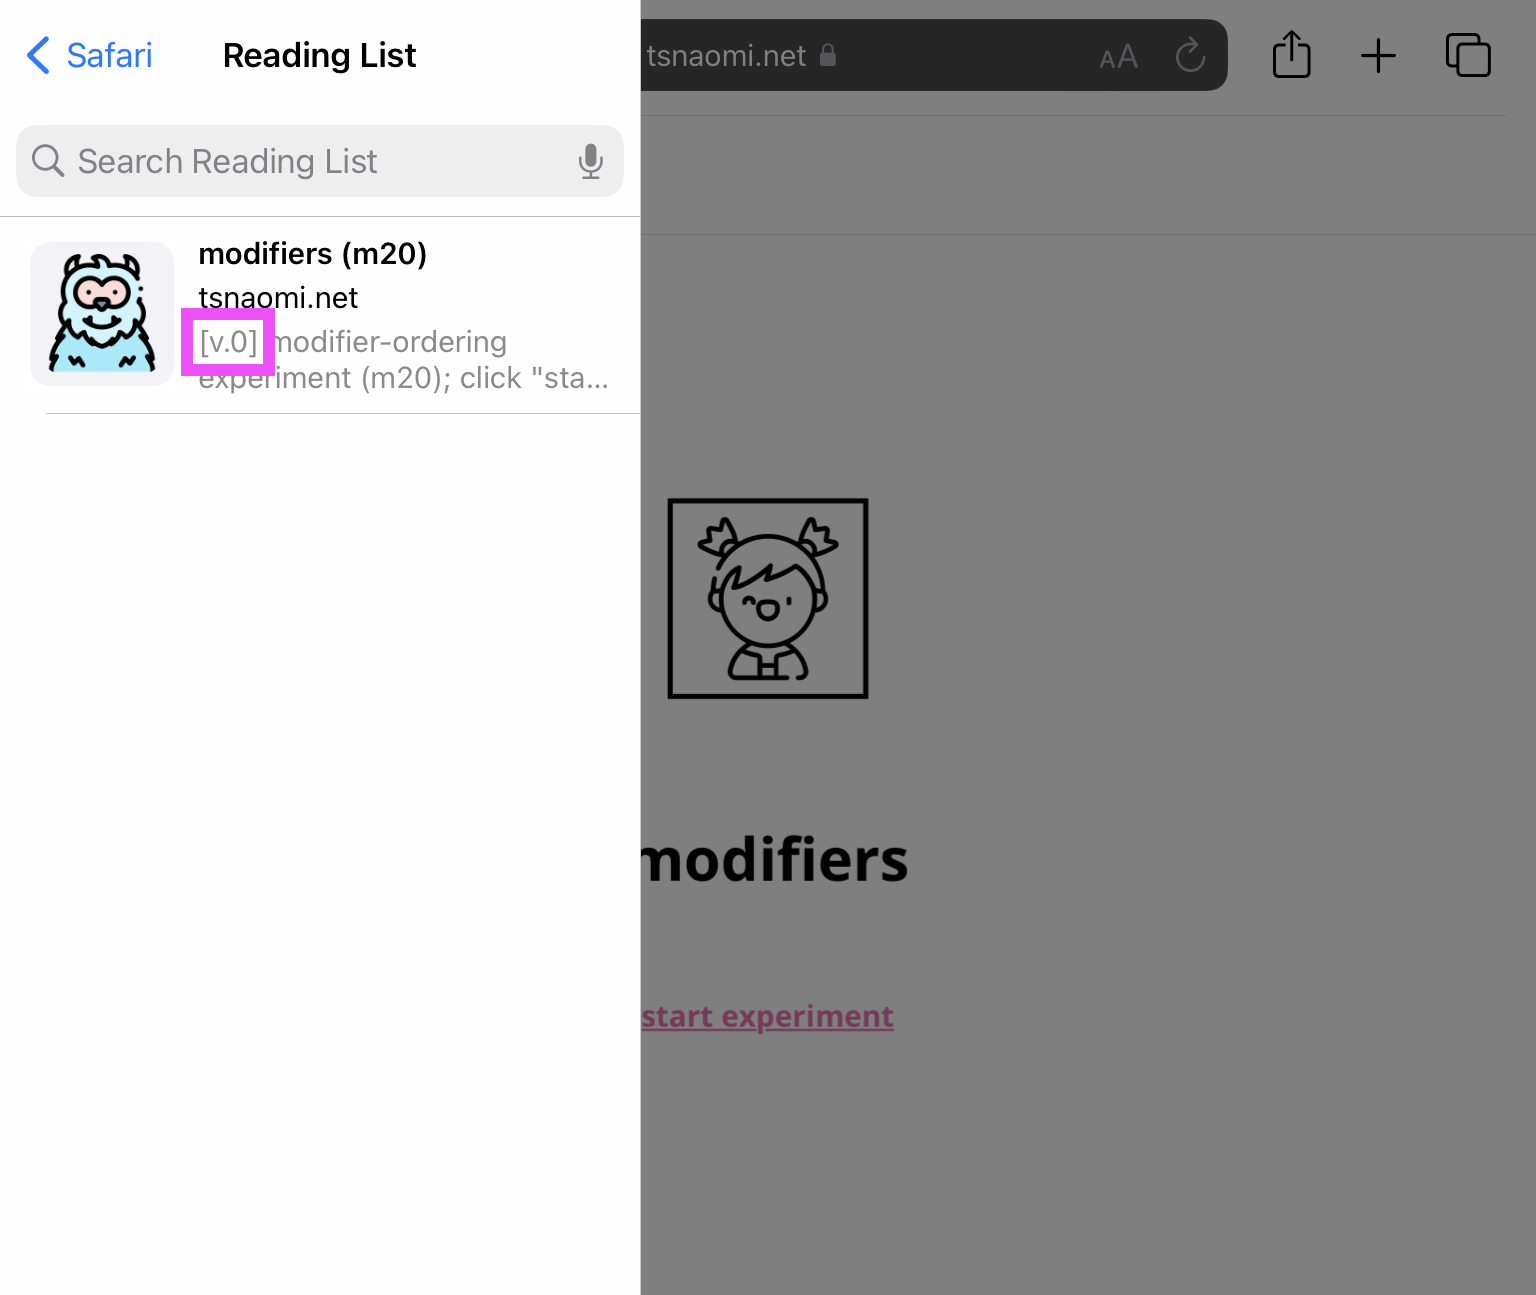 Safari
Reading List
tsnaomi.net
AA
Search Reading List
modifiers (m20)
tsnaomi.net
[v.0] modifier-ordering
experiment (m20); click "sta...
modifiers
start experiment